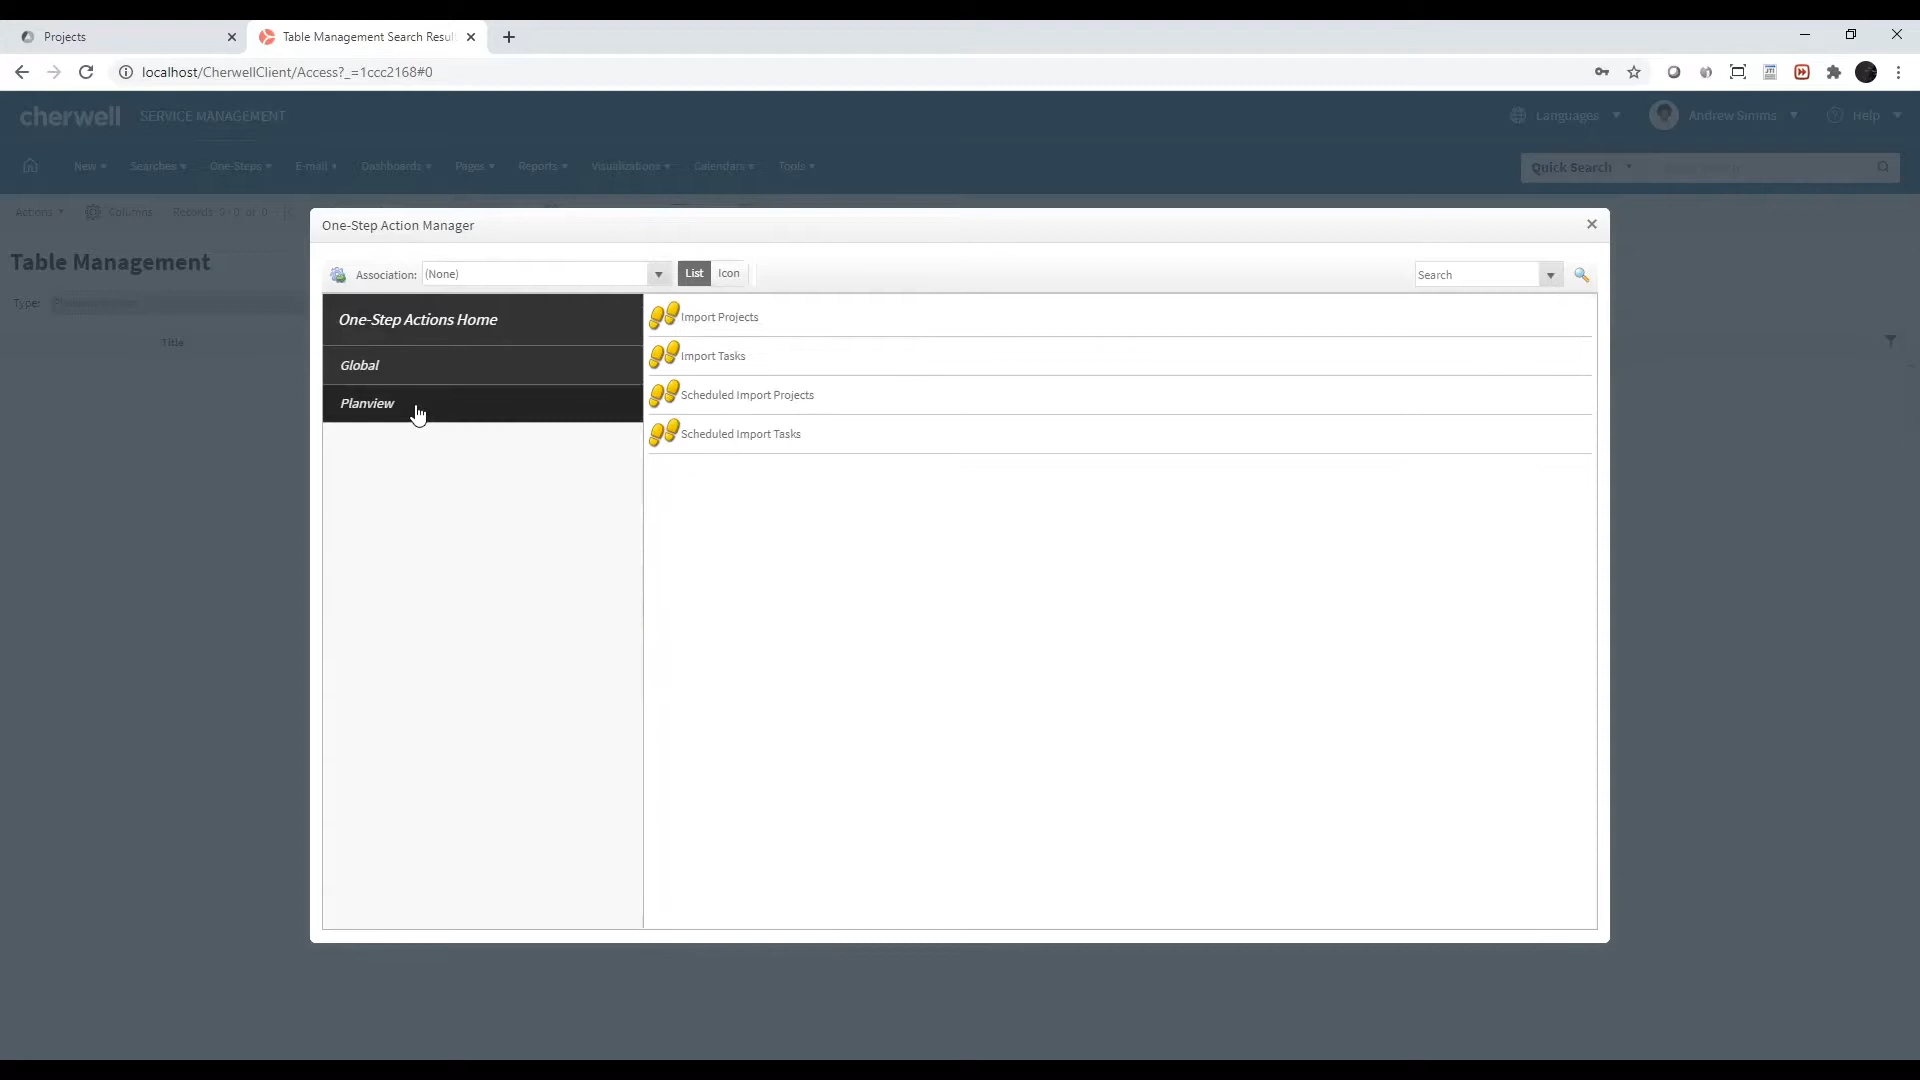 Projects
Table Management Search Resul
localhost/CherwellClient/Access?_=1ccc2168#0
cherwell SERVICE MANAGEMENT
Languages
Andrew Simms
Help
New Searches One-Steps E-mail Dashboards Pages Reports Visualizations Calendars Tools
Quick Search
Actions Columns Records
Table Management
Type:
Title
One-Step Action Manager
Association: (None)
List Icon
Search
One-Step Actions Home
Global
Planview
Import Projects
Import Tasks
Scheduled Import Projects
Scheduled Import Tasks